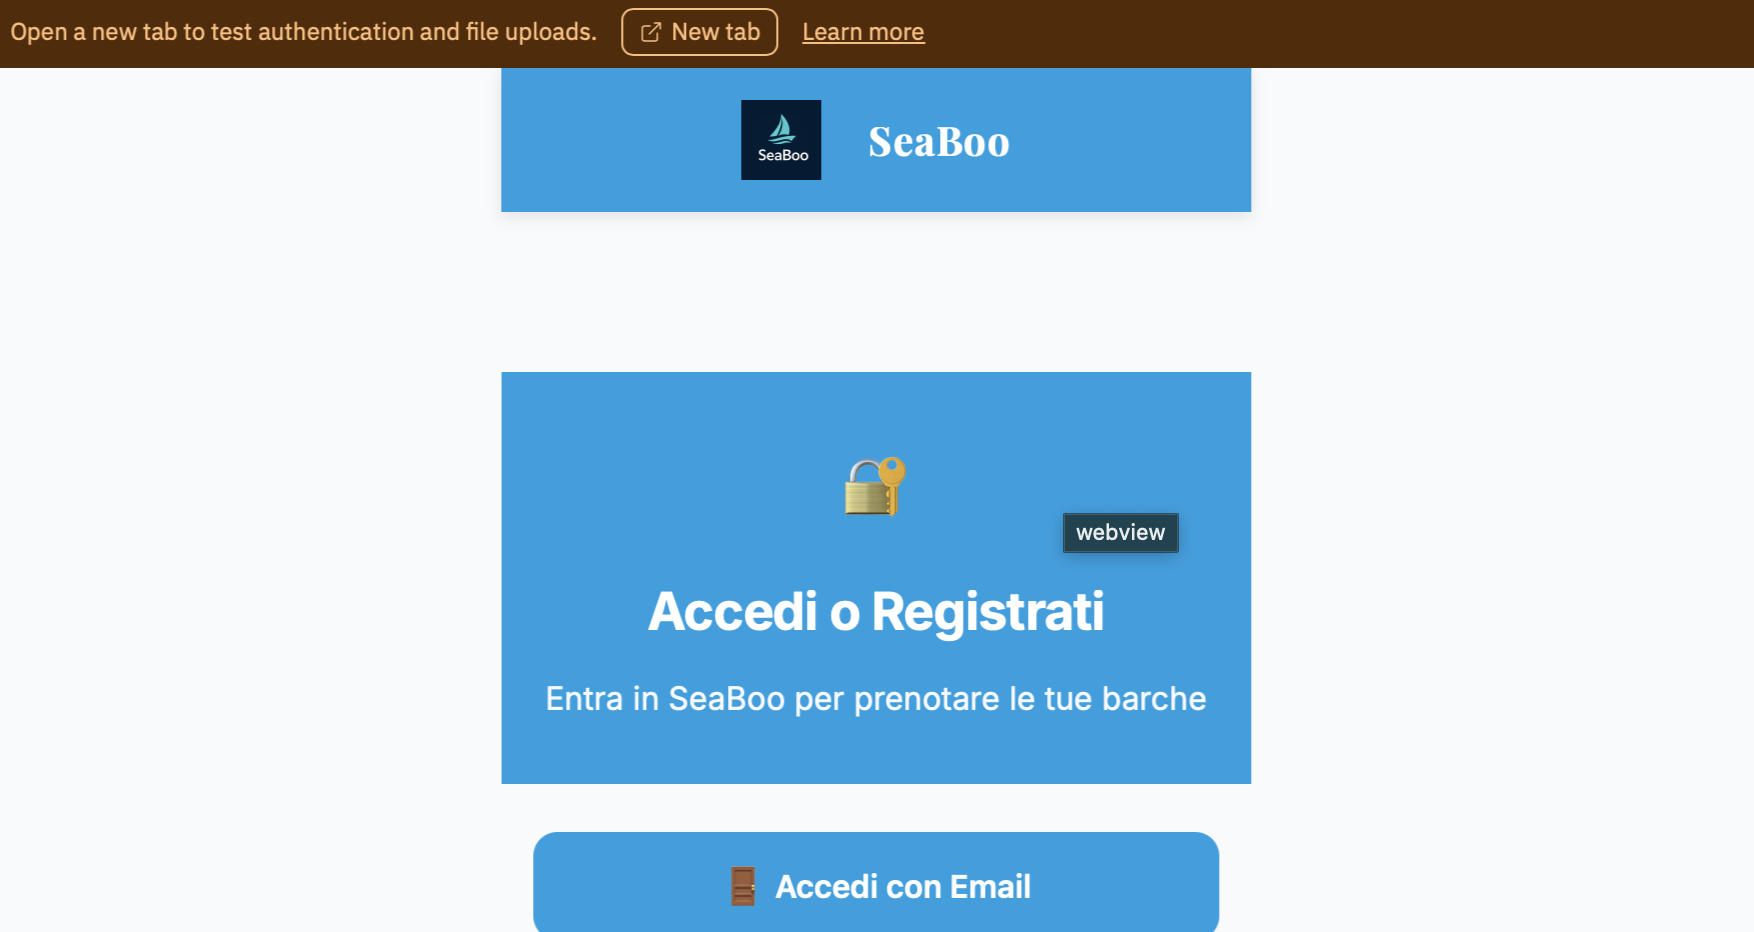 Open a new tab to test authentication and file uploads. New tab Learn more
SeaBoo SeaBoo
webview
Accedi o Registrati
Entra in SeaBoo per prenotare le tue barche
Accedi con Email